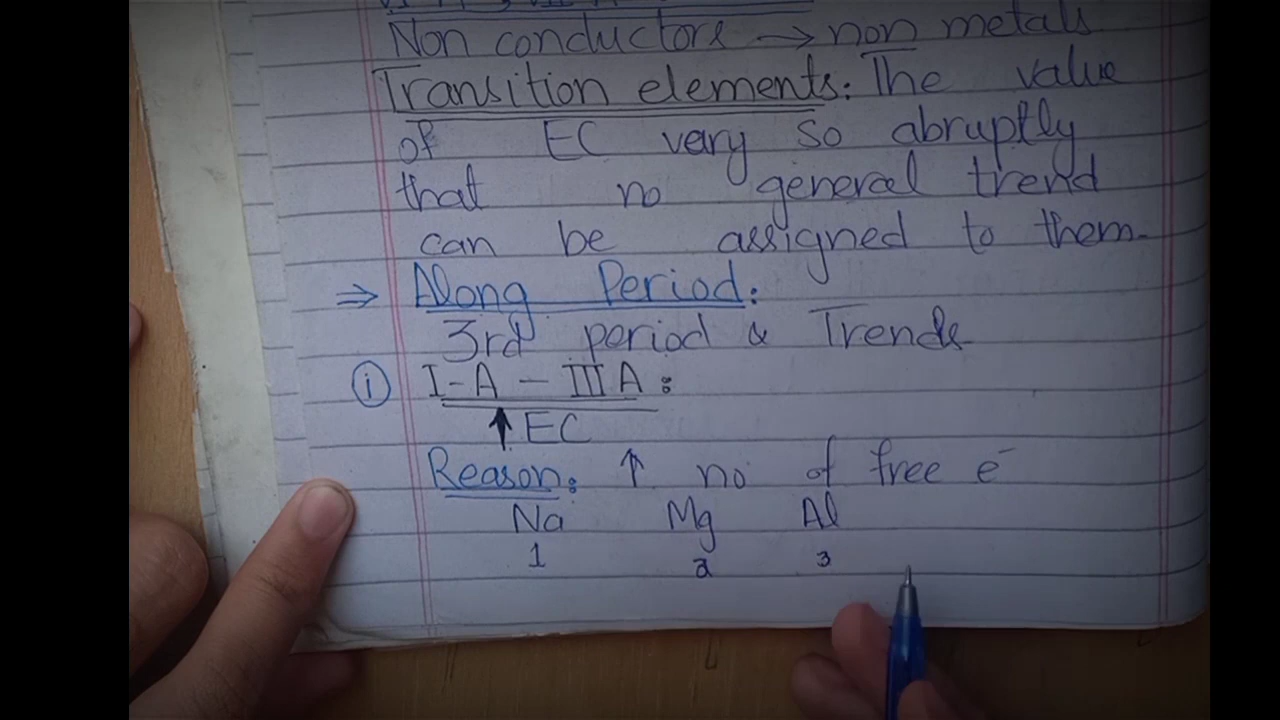 Non conductors → non metals
Transition elements: The value
of EC vary so abruptly
that no general trend
can be assigned to them.
⇒ Along Period:
3rd period & Trends
(i) I-A – III A :
↑ EC
Reason: ↑ no of free e⁻
Na Mg Al
1 2 3